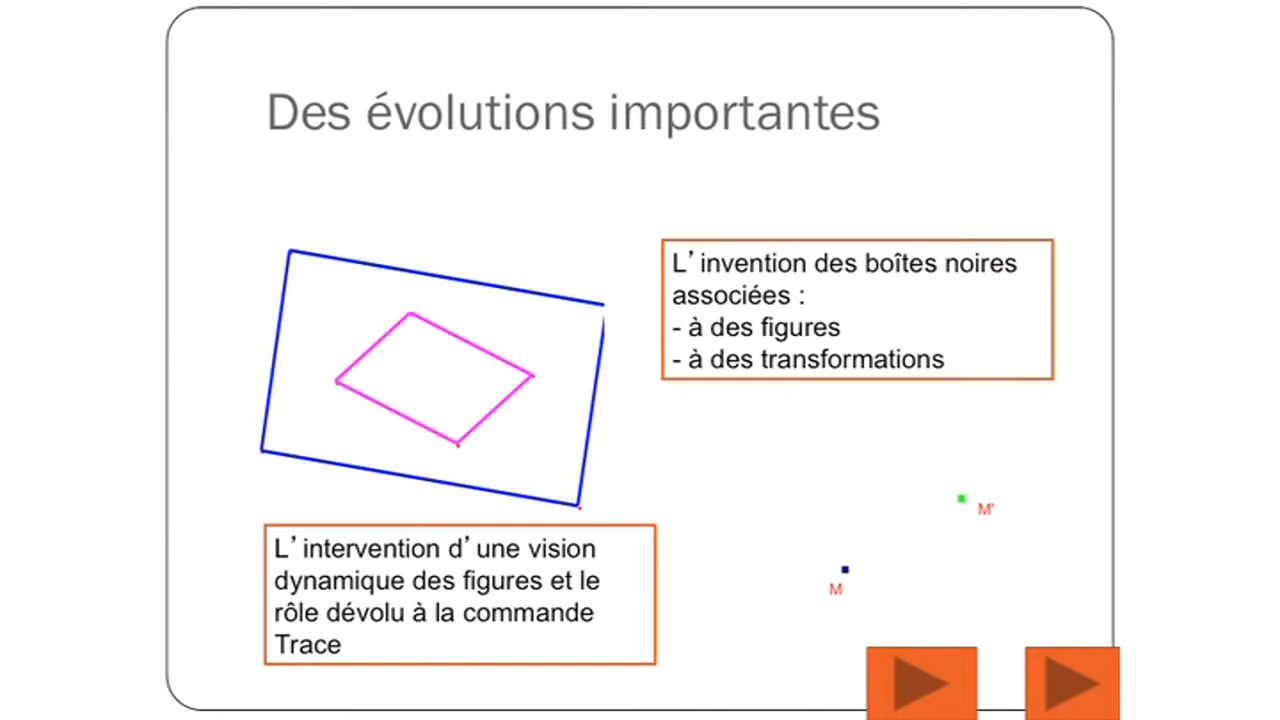 Des évolutions importantes
L’invention des boîtes noires
associées :
- à des figures
- à des transformations
M'
M
L’intervention d’une vision
dynamique des figures et le
rôle dévolu à la commande
Trace